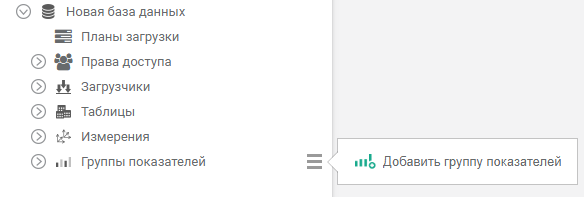 Новая база данных
Планы загрузки
Права доступа
Загрузчики
Таблицы
Измерения
Группы показателей
Добавить группу показателей